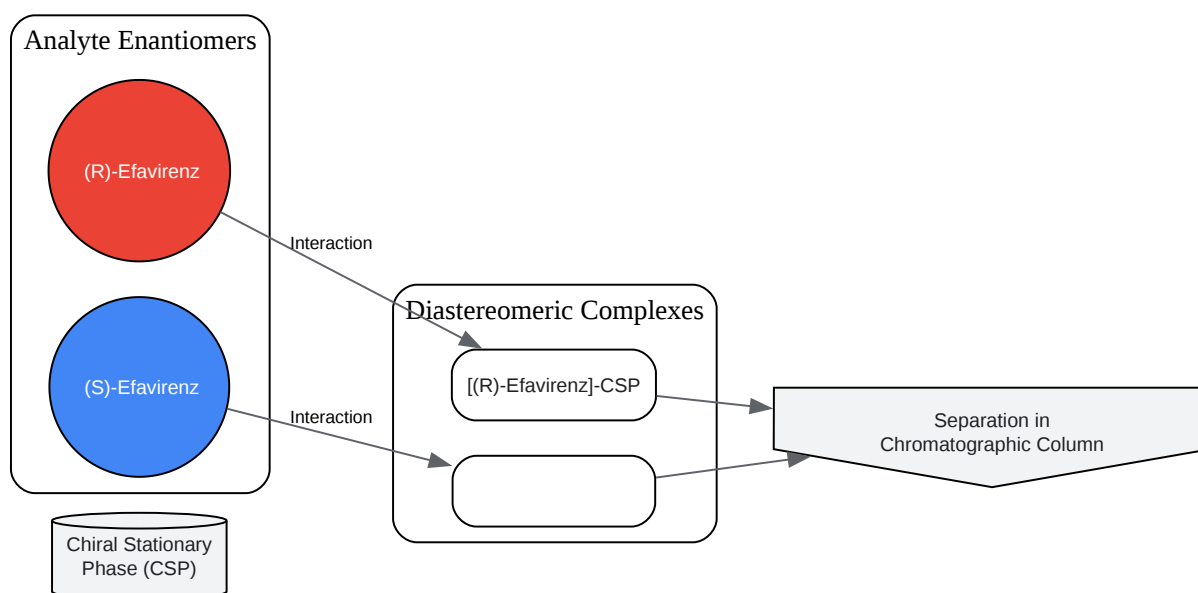 Analyte Enantiomers
(R)-Efavirenz
Interaction
(S)-Efavirenz
Interaction
Diastereomeric Complexes
[(R)-Efavirenz]-CSP
Separation in
Chromatographic Column
Chiral Stationary
Phase (CSP)